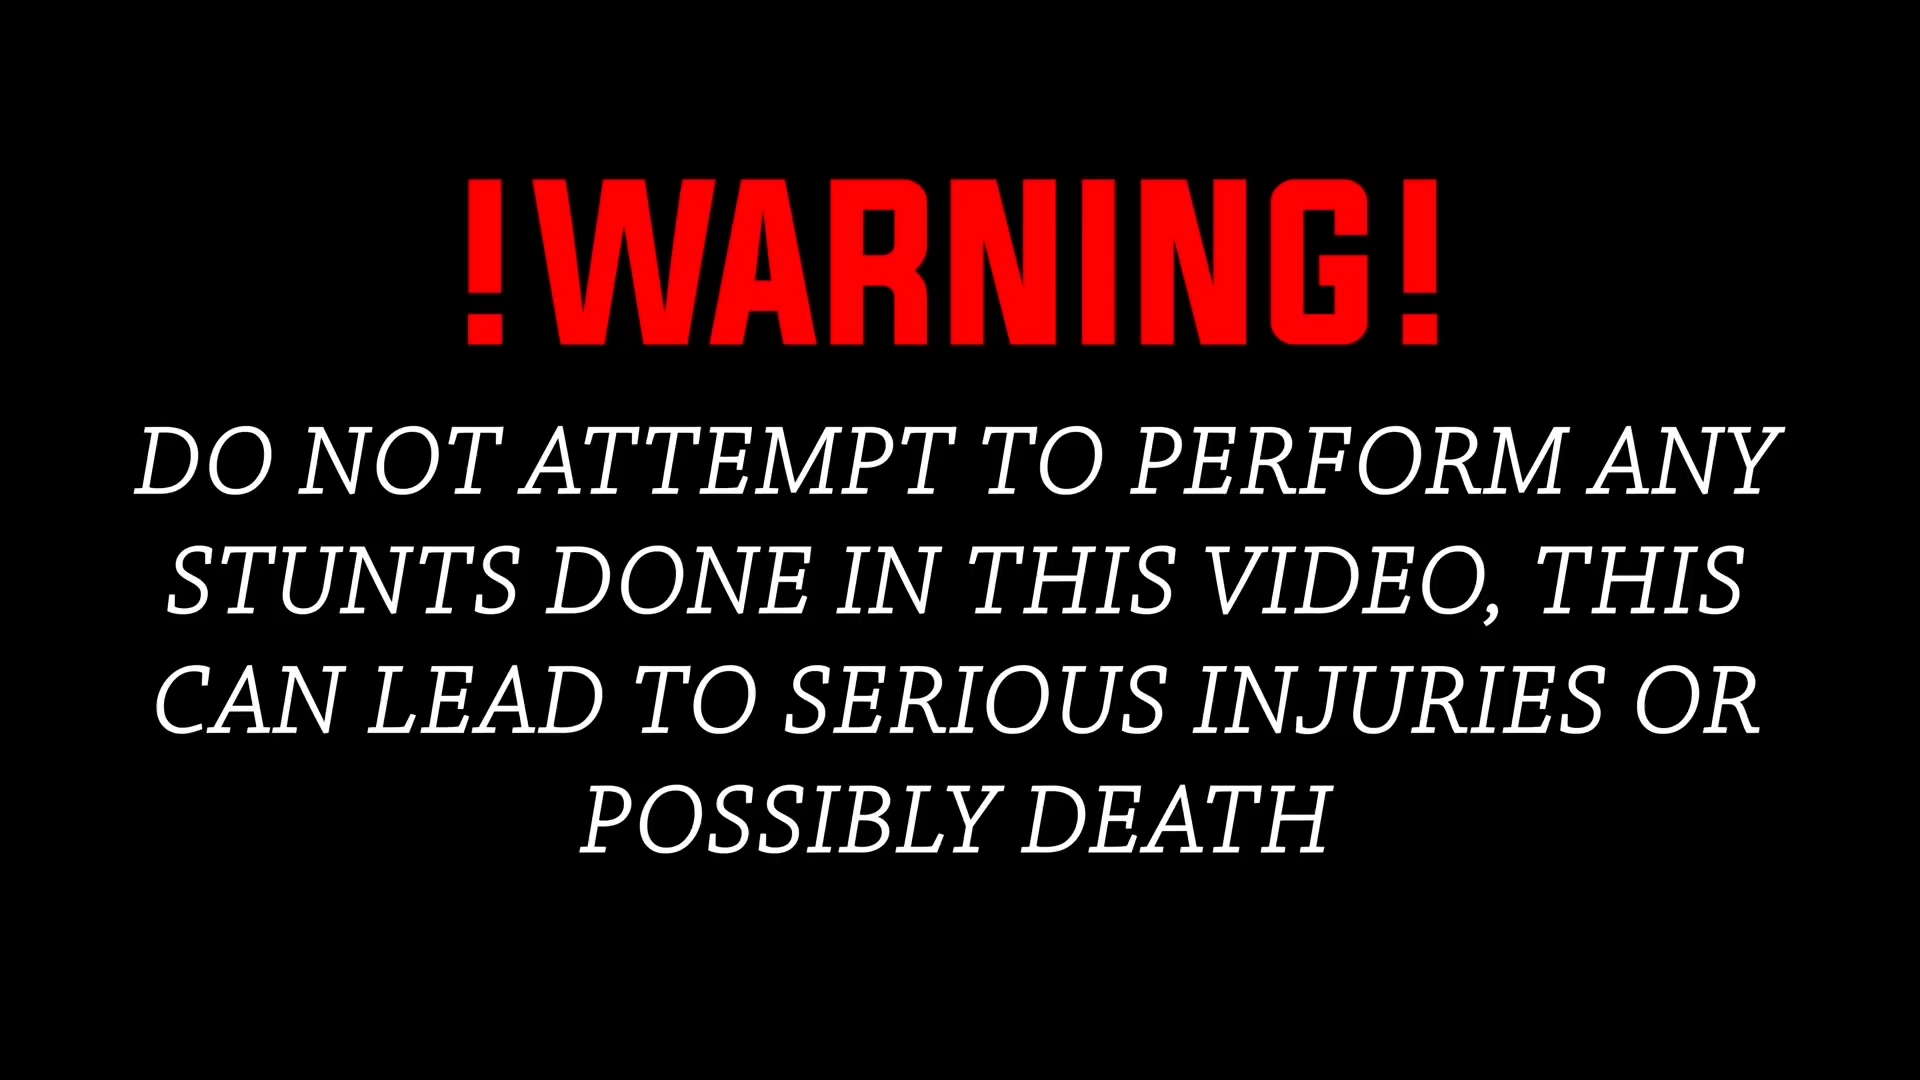 !WARNING!
DO NOT ATTEMPT TO PERFORM ANY
STUNTS DONE IN THIS VIDEO, THIS
CAN LEAD TO SERIOUS INJURIES OR
POSSIBLY DEATH